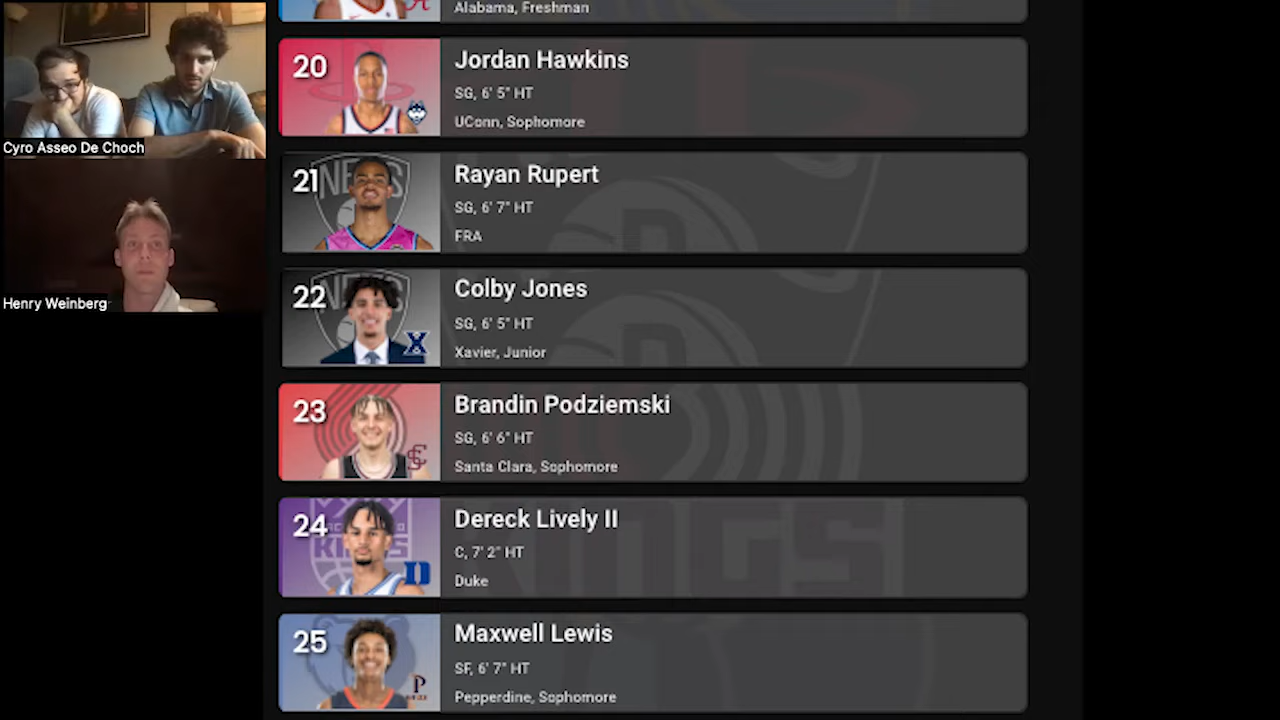 Alabama, Freshman
Cyro Asseo De Choch
Henry Weinberg
20
Jordan Hawkins
SG, 6' 5" HT
UConn, Sophomore
21
NETS
Rayan Rupert
SG, 6' 7" HT
FRA
22
NETS
Colby Jones
SG, 6' 5" HT
Xavier, Junior
23
Brandin Podziemski
SG, 6' 6" HT
Santa Clara, Sophomore
24
KINGS
Dereck Lively II
C, 7' 2" HT
Duke
25
Maxwell Lewis
SF, 6' 7" HT
Pepperdine, Sophomore